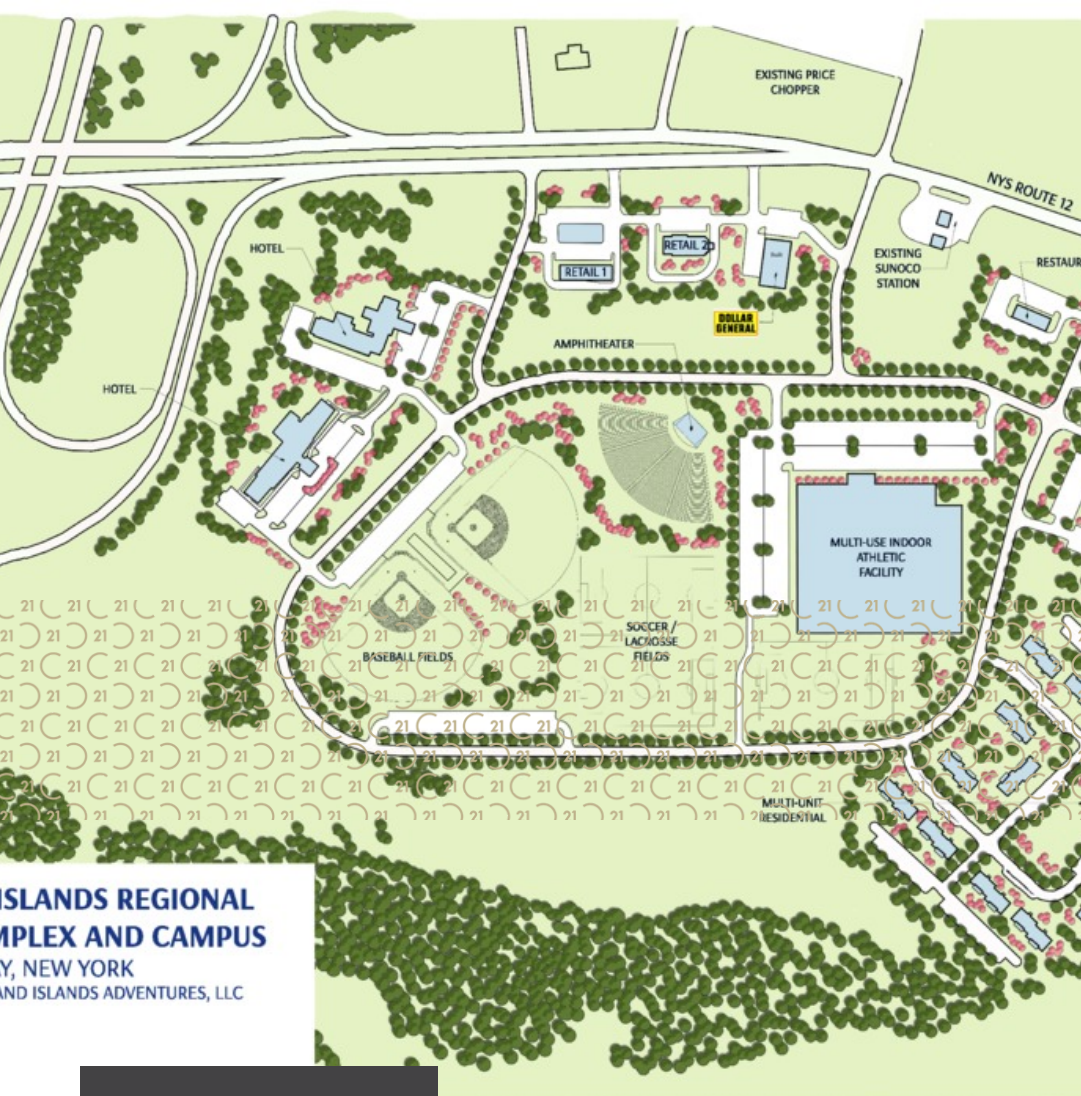 EXISTING PRICE
CHOPPER
NYS ROUTE 12
HOTEL
RETAIL 2
EXISTING
SUNOCO
STATION
RETAIL 1
Built
RESTAUR
DOLLAR
GENERAL
AMPHITHEATER
HOTEL
MULTI-USE INDOOR
ATHLETIC
FACILITY
SOCCER /
LACROSSE
FIELDS
BASEBALL FIELDS
MULTI-UNIT
RESIDENTIAL
ISLANDS REGIONAL
MPLEX AND CAMPUS
AY, NEW YORK
AND ISLANDS ADVENTURES, LLC